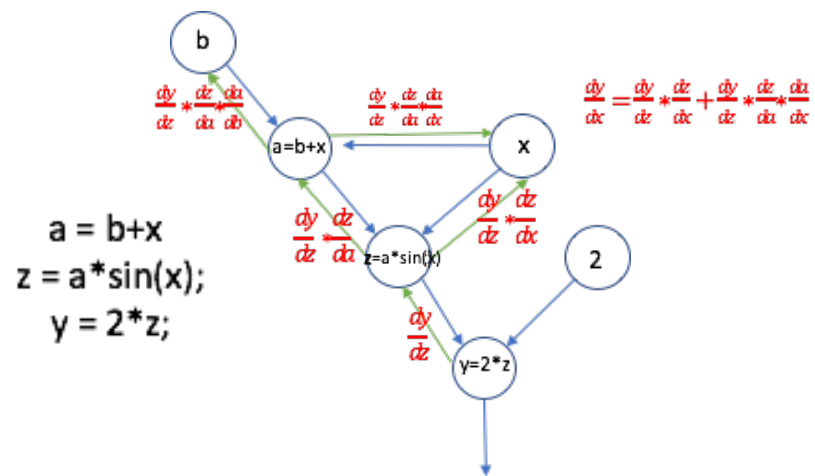 b
dy/dz * dz/da * da/db
dy/dz * dz/da * da/dx
dy/dx = dy/dz * dz/dx + dy/dz * dz/da * da/dx
a=b+x
x
a = b+x
z = a*sin(x);
y = 2*z;
dy/dz * dz/da
dy/dz * dz/dx
z=a*sin(x)
2
dy/dz
y=2*z